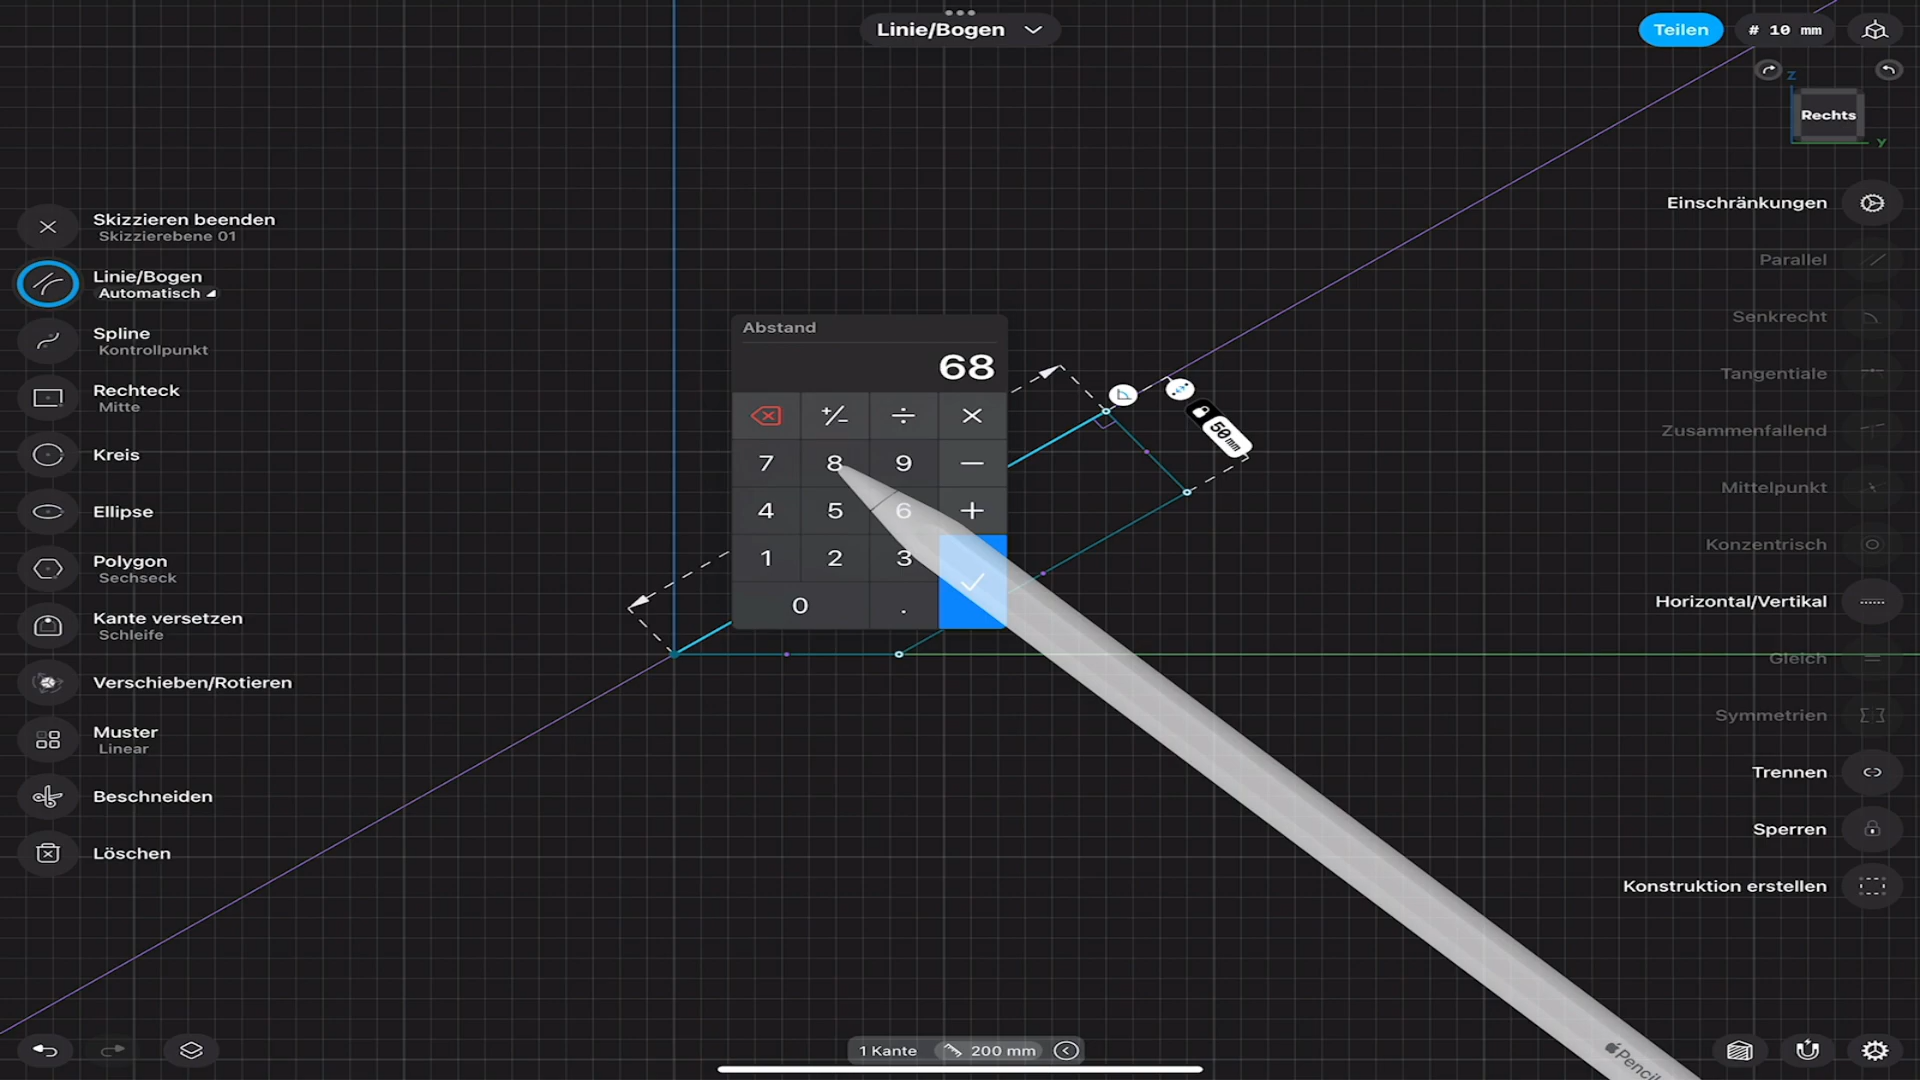 Linie/Bogen
Teilen
# 10 mm
Z
Rechts
Y
Skizzieren beenden
Skizzierebene 01
Linie/Bogen
Automatisch
Spline
Kontrollpunkt
Rechteck
Mitte
Kreis
Ellipse
Polygon
Sechseck
Kante versetzen
Schleife
Verschieben/Rotieren
Muster
Linear
Beschneiden
Löschen
Abstand
68
+/− ÷ ×
7 8 9 −
4 5 6 +
1 2 3
0 .
50 mm
Einschränkungen
Parallel
Senkrecht
Tangentiale
Zusammenfallend
Mittelpunkt
Konzentrisch
Horizontal/Vertikal
Gleich
Symmetrien
Trennen
Sperren
Konstruktion erstellen
1 Kante
200 mm
Pencil